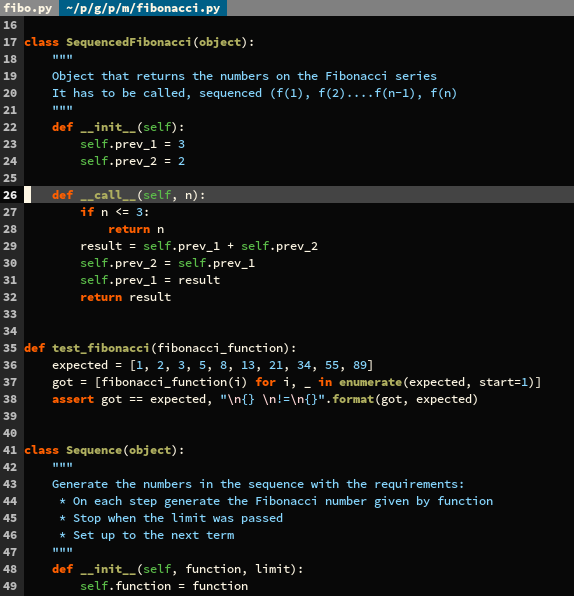 fibo.py ~/p/g/p/m/fibonacci.py
16
17 class SequencedFibonacci(object):
18     """
19     Object that returns the numbers on the Fibonacci series
20     It has to be called, sequenced (f(1), f(2)....f(n-1), f(n)
21     """
22     def __init__(self):
23         self.prev_1 = 3
24         self.prev_2 = 2
25
26     def __call__(self, n):
27         if n <= 3:
28             return n
29         result = self.prev_1 + self.prev_2
30         self.prev_2 = self.prev_1
31         self.prev_1 = result
32         return result
33
34
35 def test_fibonacci(fibonacci_function):
36     expected = [1, 2, 3, 5, 8, 13, 21, 34, 55, 89]
37     got = [fibonacci_function(i) for i, _ in enumerate(expected, start=1)]
38     assert got == expected, "\n{} \n!=\n{}".format(got, expected)
39
40
41 class Sequence(object):
42     """
43     Generate the numbers in the sequence with the requirements:
44      * On each step generate the Fibonacci number given by function
45      * Stop when the limit was passed
46      * Set up to the next term
47     """
48     def __init__(self, function, limit):
49         self.function = function